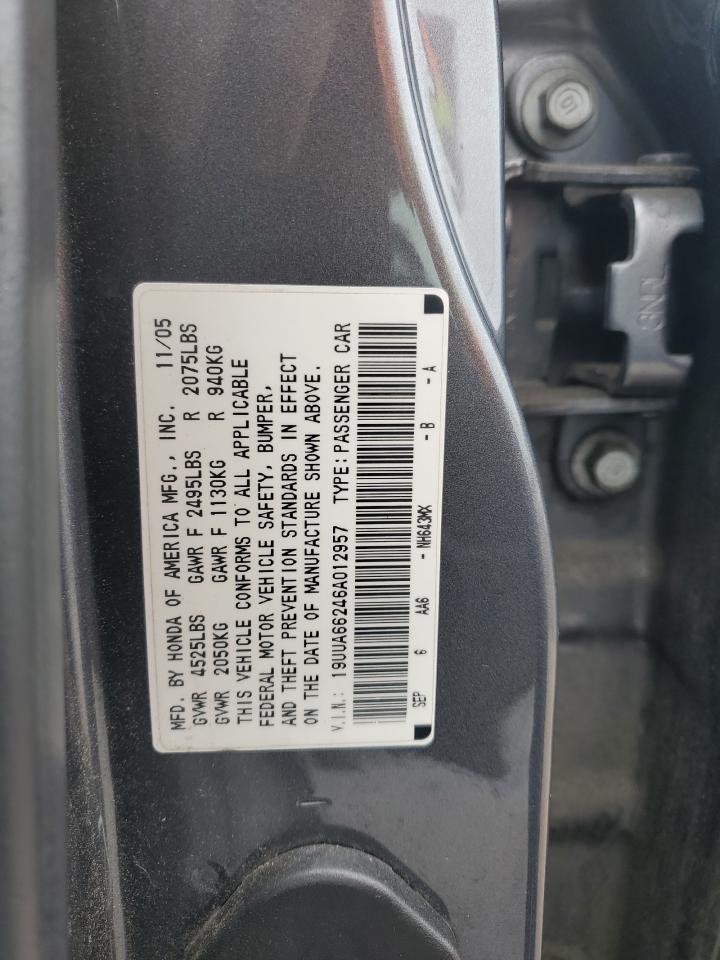 MFD. BY HONDA OF AMERICA MFG., INC. 11/05
GVWR 4525LBS GAWR F 2495LBS R 2075LBS
GVWR 2050KG GAWR F 1130KG R 940KG
THIS VEHICLE CONFORMS TO ALL APPLICABLE
FEDERAL MOTOR VEHICLE SAFETY, BUMPER,
AND THEFT PREVENTION STANDARDS IN EFFECT
ON THE DATE OF MANUFACTURE SHOWN ABOVE.
V.I.N.: 19UUA66246A012957 TYPE: PASSENGER CAR
SEP 6 AA6 - NH643MX - B - A